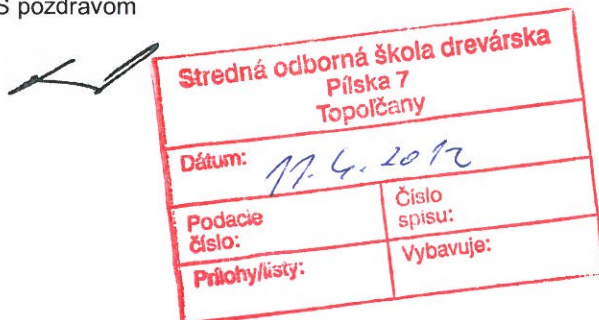 S pozdravom
Stredná odborná škola drevárska
Pílska 7
Topoľčany
Dátum: 11.4.2012
Podacie
číslo:
Číslo
spisu:
Prílohy/listy:
Vybavuje: